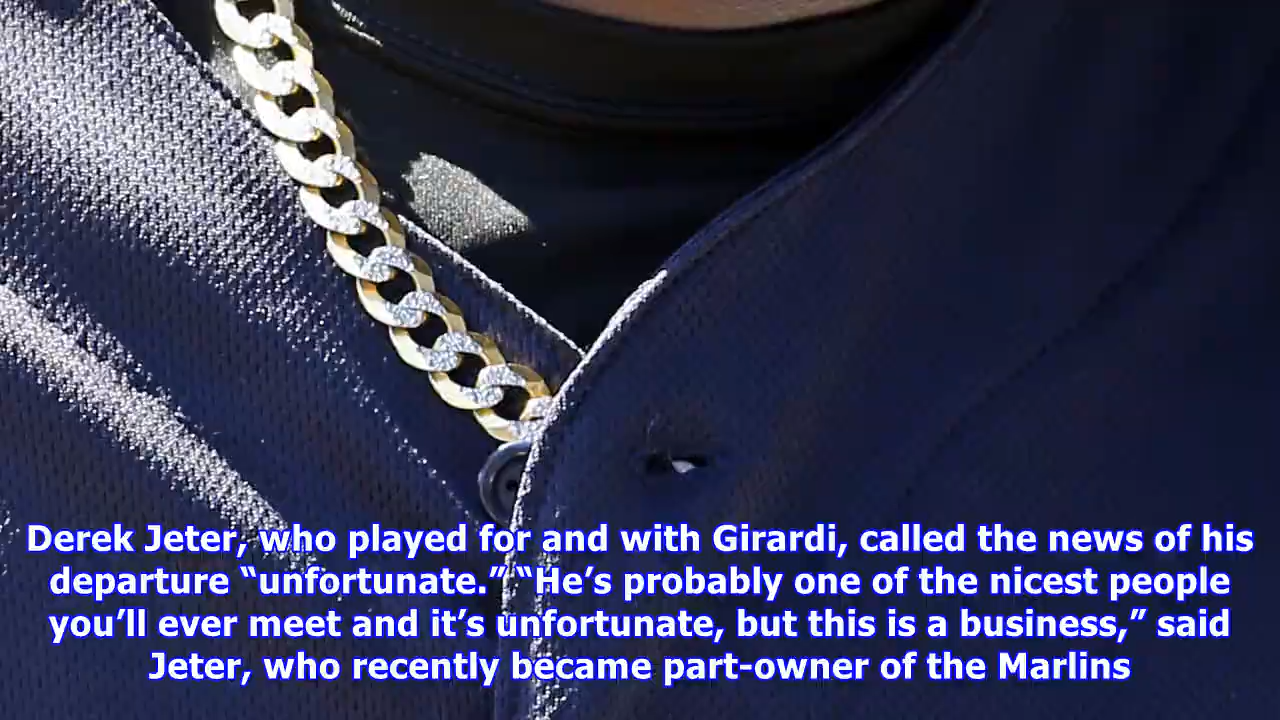 Derek Jeter, who played for and with Girardi, called the news of his
departure “unfortunate.” “He’s probably one of the nicest people
you’ll ever meet and it’s unfortunate, but this is a business,” said
Jeter, who recently became part-owner of the Marlins